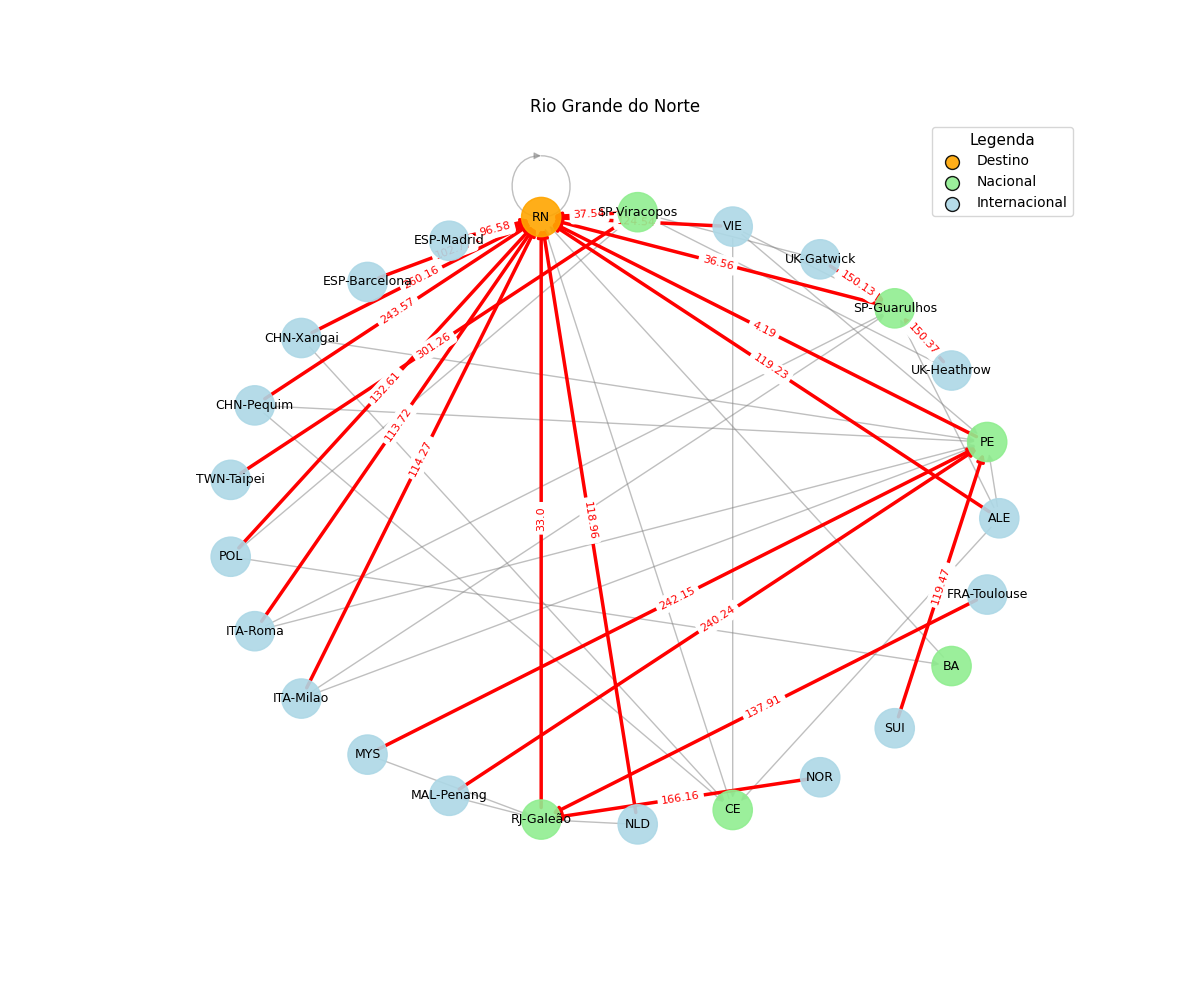 Rio Grande do Norte
Legenda
Destino
Nacional
Internacional
RN
SP-Viracopos
VIE
UK-Gatwick
SP-Guarulhos
UK-Heathrow
PE
ALE
FRA-Toulouse
BA
SUI
NOR
CE
NLD
RJ-Galeão
MAL-Penang
MYS
ITA-Milao
ITA-Roma
POL
TWN-Taipei
CHN-Pequim
CHN-Xangai
ESP-Barcelona
ESP-Madrid
96.58
37.54
36.56
150.13
150.37
4.19
119.23
243.57
301.26
132.61
113.72
114.27
33.0
118.96
242.15
240.24
119.47
137.91
166.16